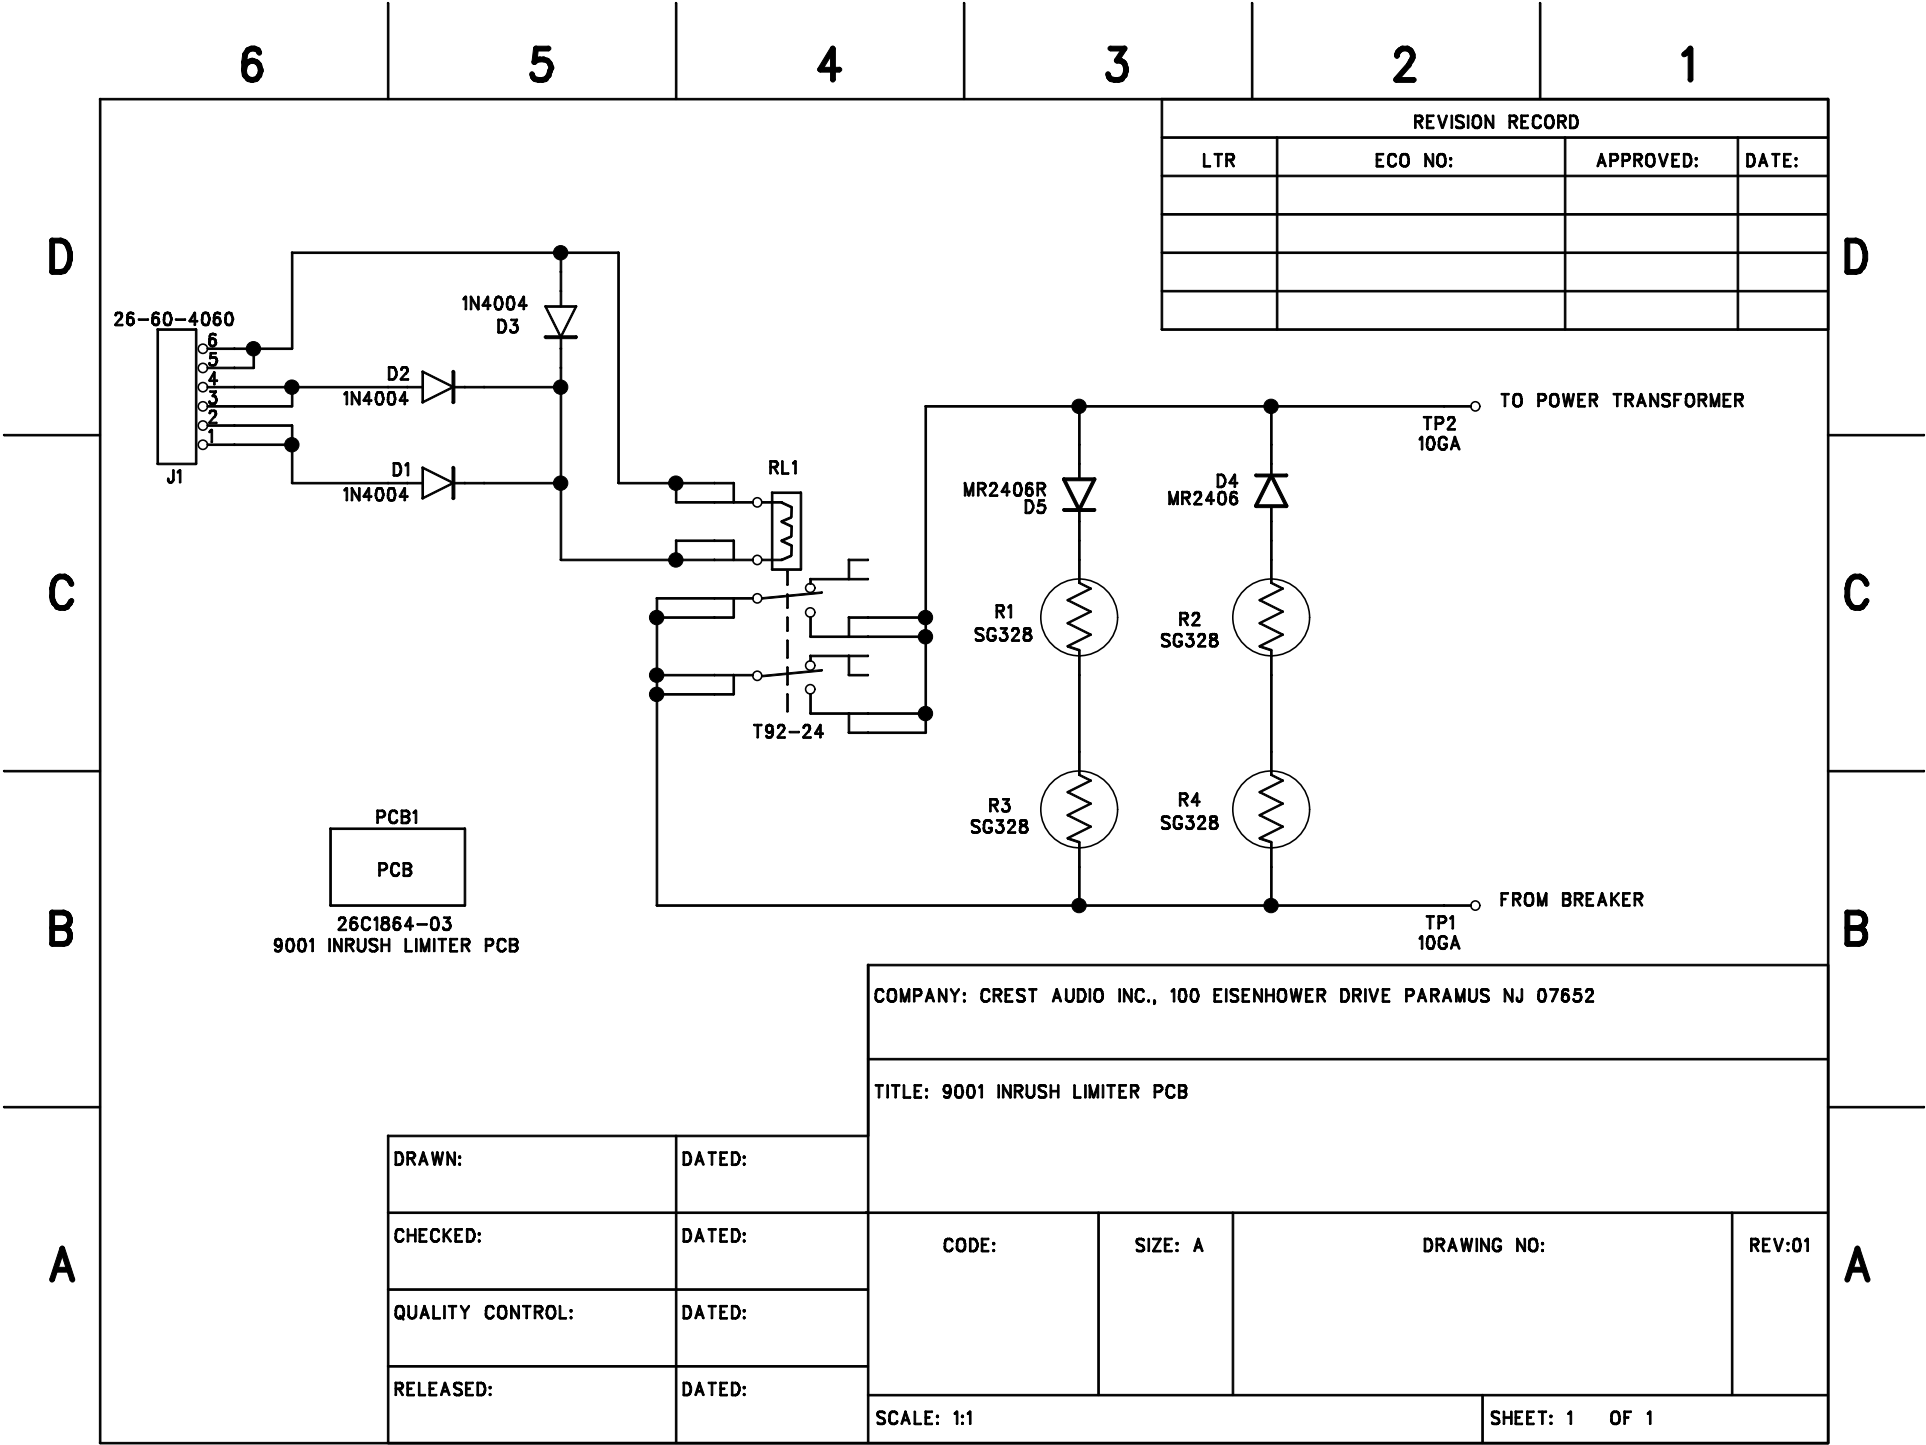 6 5 4 3 2 1
REVISION RECORD
LTR ECO NO: APPROVED: DATE:
D D
1N4004
D3
26-60-4060
6
5
4
3
2
1
J1
D2
1N4004
D1
1N4004
TO POWER TRANSFORMER
TP2
10GA
RL1
MR2406R
D5
D4
MR2406
C C
R1
SG328
R2
SG328
T92-24
R3
SG328
R4
SG328
PCB1
PCB
26C1864-03
9001 INRUSH LIMITER PCB
FROM BREAKER
TP1
10GA
B B
COMPANY: CREST AUDIO INC., 100 EISENHOWER DRIVE PARAMUS NJ 07652
TITLE: 9001 INRUSH LIMITER PCB
DRAWN: DATED:
CHECKED: DATED:
CODE: SIZE: A DRAWING NO: REV:01
A A
QUALITY CONTROL: DATED:
RELEASED: DATED:
SCALE: 1:1 SHEET: 1 OF 1